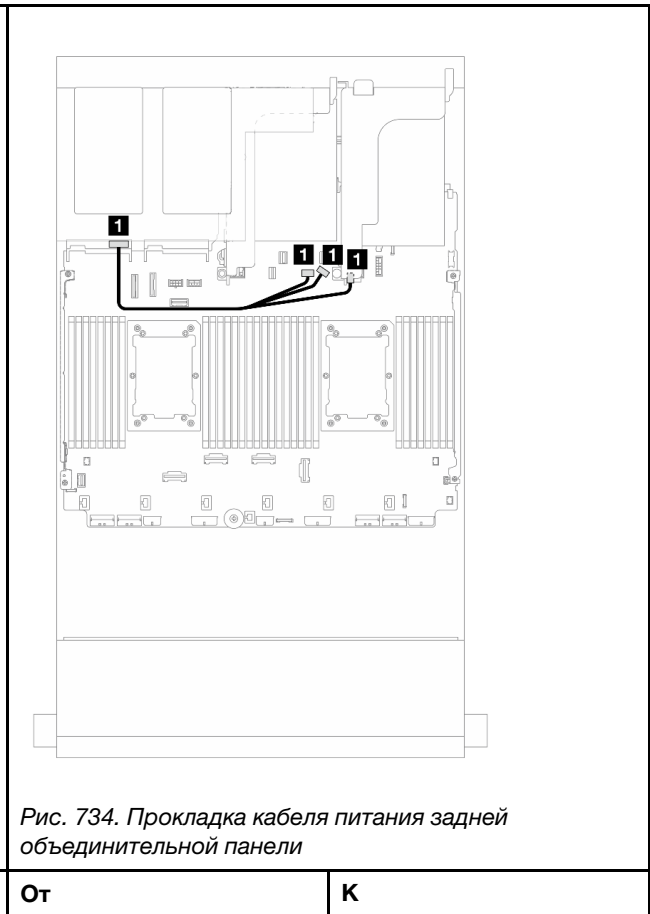 1
1 1 1
Рис. 734. Прокладка кабеля питания задней
объединительной панели
От К